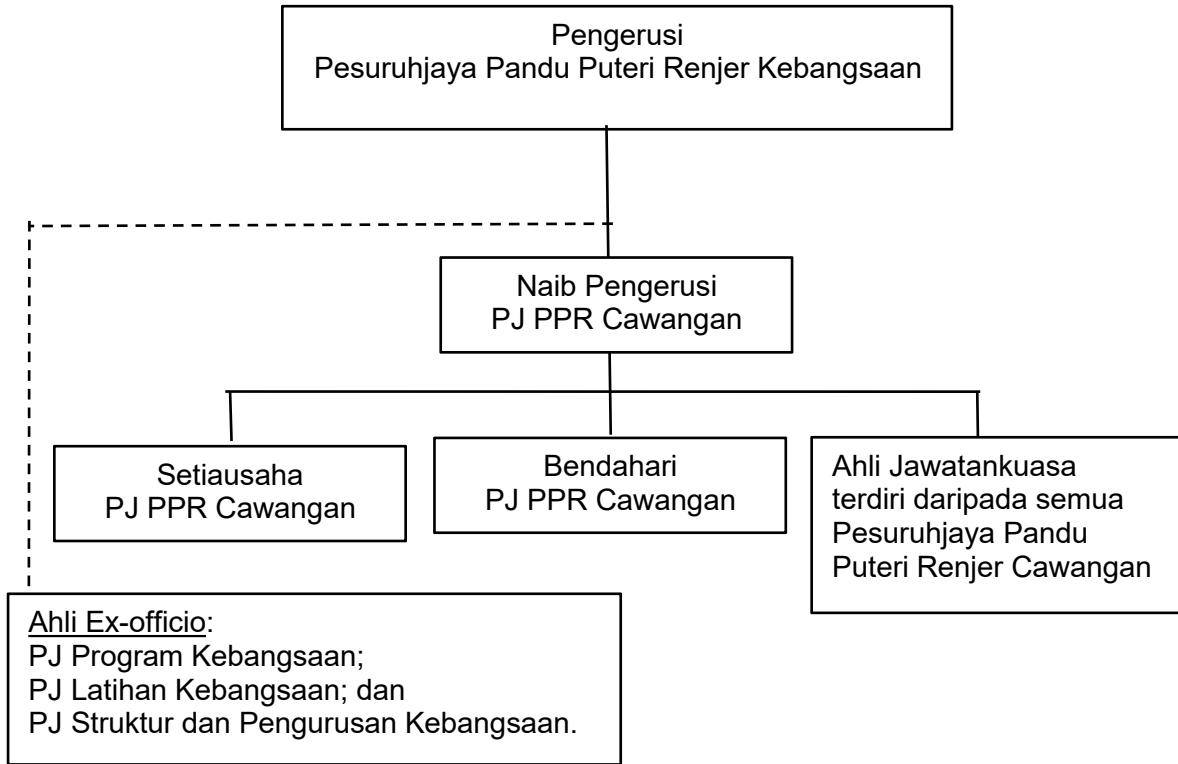 Pengerusi
Pesuruhjaya Pandu Puteri Renjer Kebangsaan
Naib Pengerusi
PJ PPR Cawangan
Setiausaha
PJ PPR Cawangan
Bendahari
PJ PPR Cawangan
Ahli Jawatankuasa
terdiri daripada semua
Pesuruhjaya Pandu
Puteri Renjer Cawangan
Ahli Ex-officio:
PJ Program Kebangsaan;
PJ Latihan Kebangsaan; dan
PJ Struktur dan Pengurusan Kebangsaan.